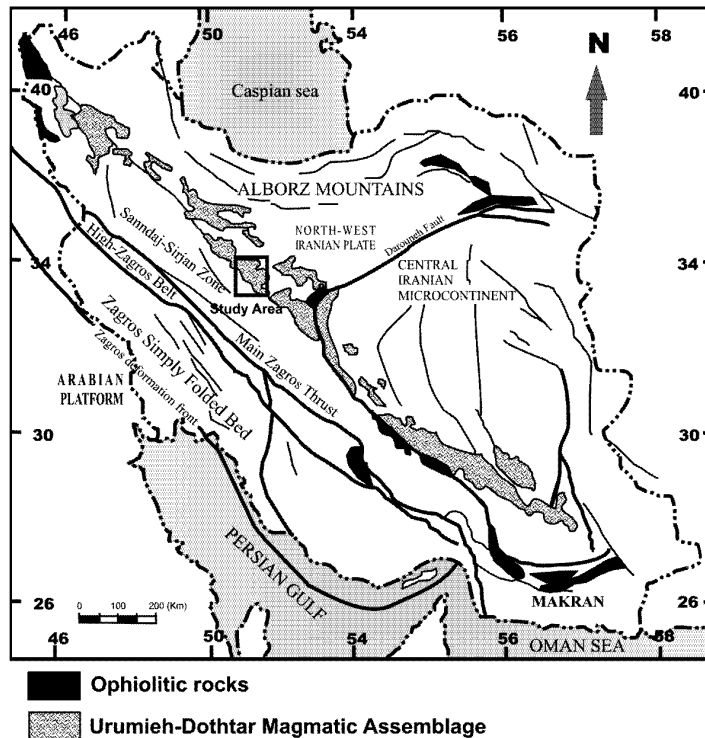 46
50
54
56
58
N
40
40
Caspian sea
ALBORZ MOUNTAINS
NORTH-WEST
IRANIAN PLATE
Darouneh Fault
Sanndaj-Sirjan Zone
High-Zagros Belt
34
34
CENTRAL
IRANIAN
MICROCONTINENT
Study Area
Zagros Simply Folded Bed
Main Zagros Thrust
Zagros deformation front
ARABIAN
PLATFORM
30
30
PERSIAN GULF
26
26
0 100 200 (Km)
MAKRAN
46
50
54
56
58
OMAN SEA
Ophiolitic rocks
Urumieh-Dothtar Magmatic Assemblage